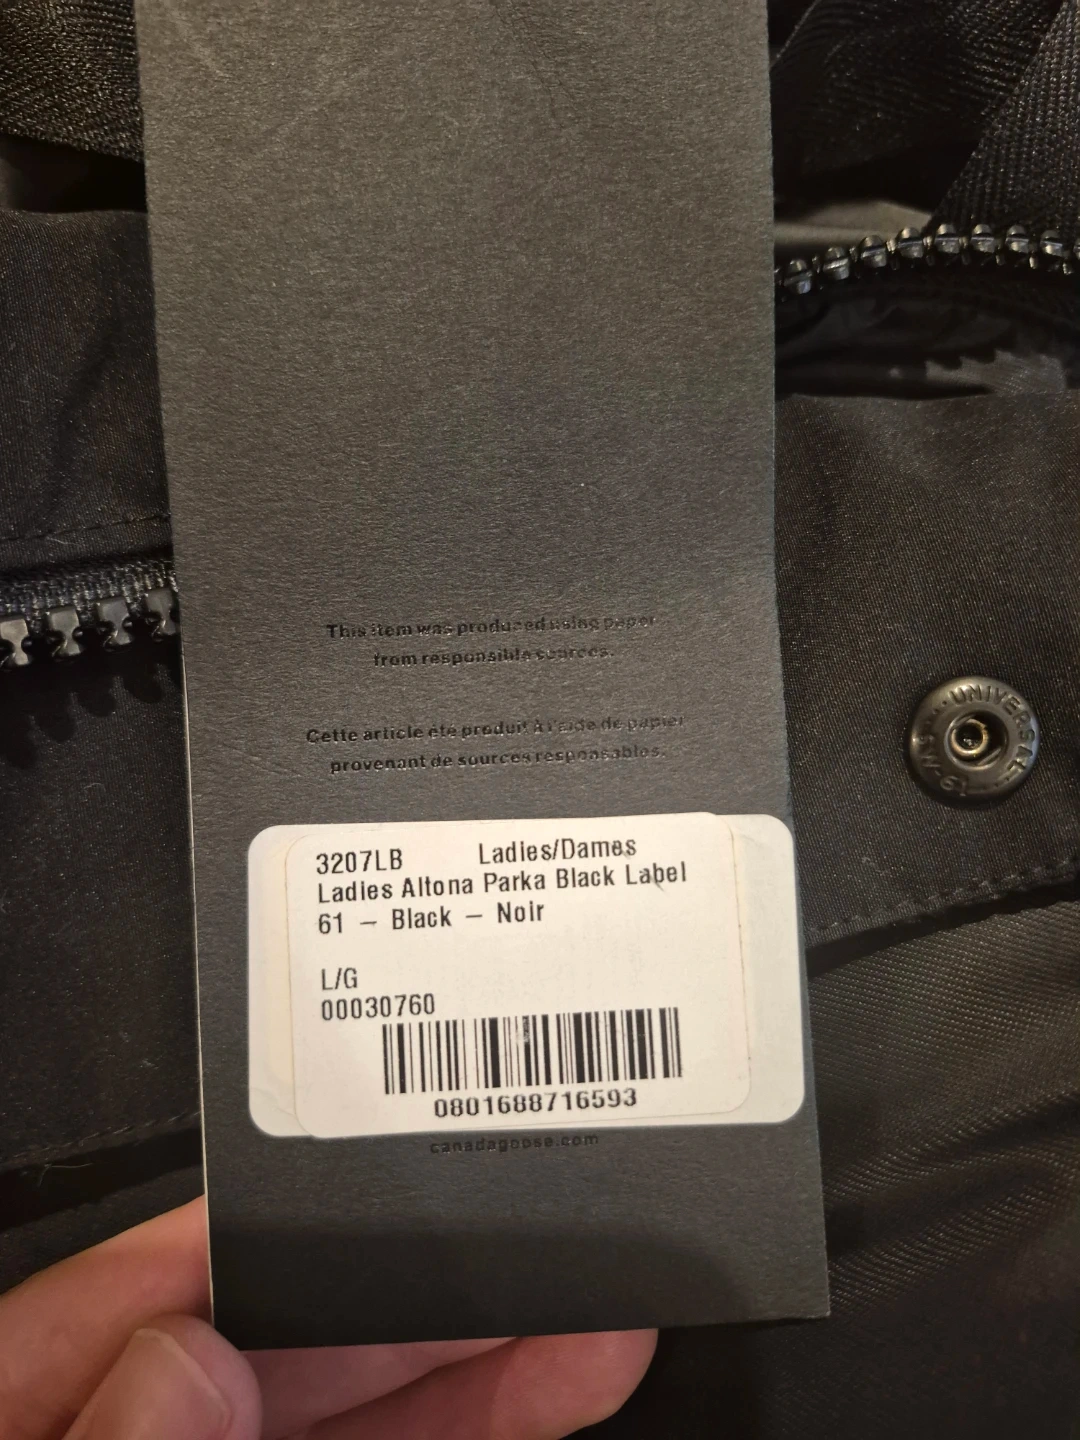 This item was produced using paper
from responsible sources.
Cette article été produit à l'aide de papier
provenant de sources responsables.
3207LB Ladies/Dames
Ladies Altona Parka Black Label
61 – Black – Noir
L/G
00030760
0801688716593
canadagoose.com
UNIVERSAL